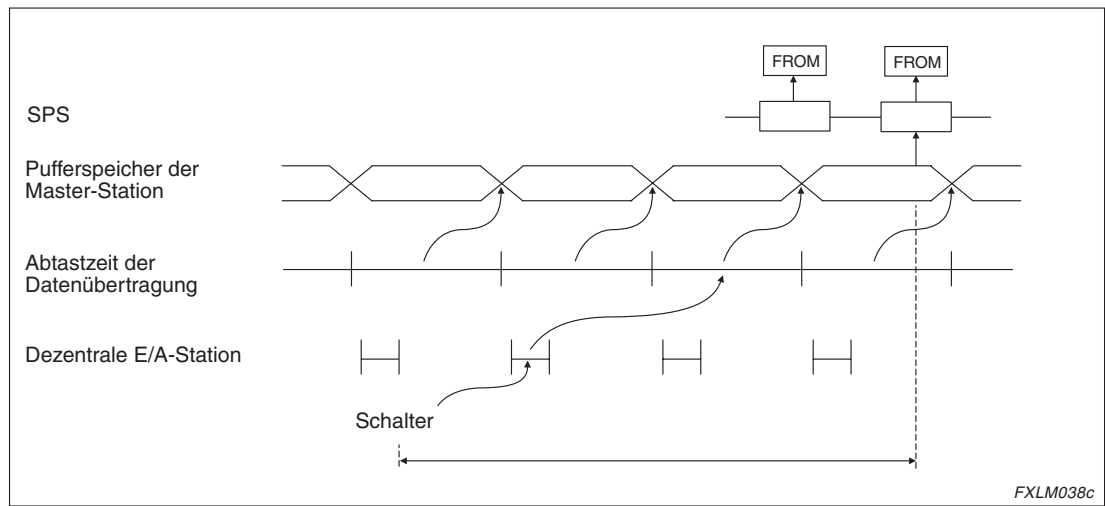 FROM FROM
SPS
Pufferspeicher der
Master-Station
Abtastzeit der
Datenübertragung
Dezentrale E/A-Station
Schalter
FXLM038c